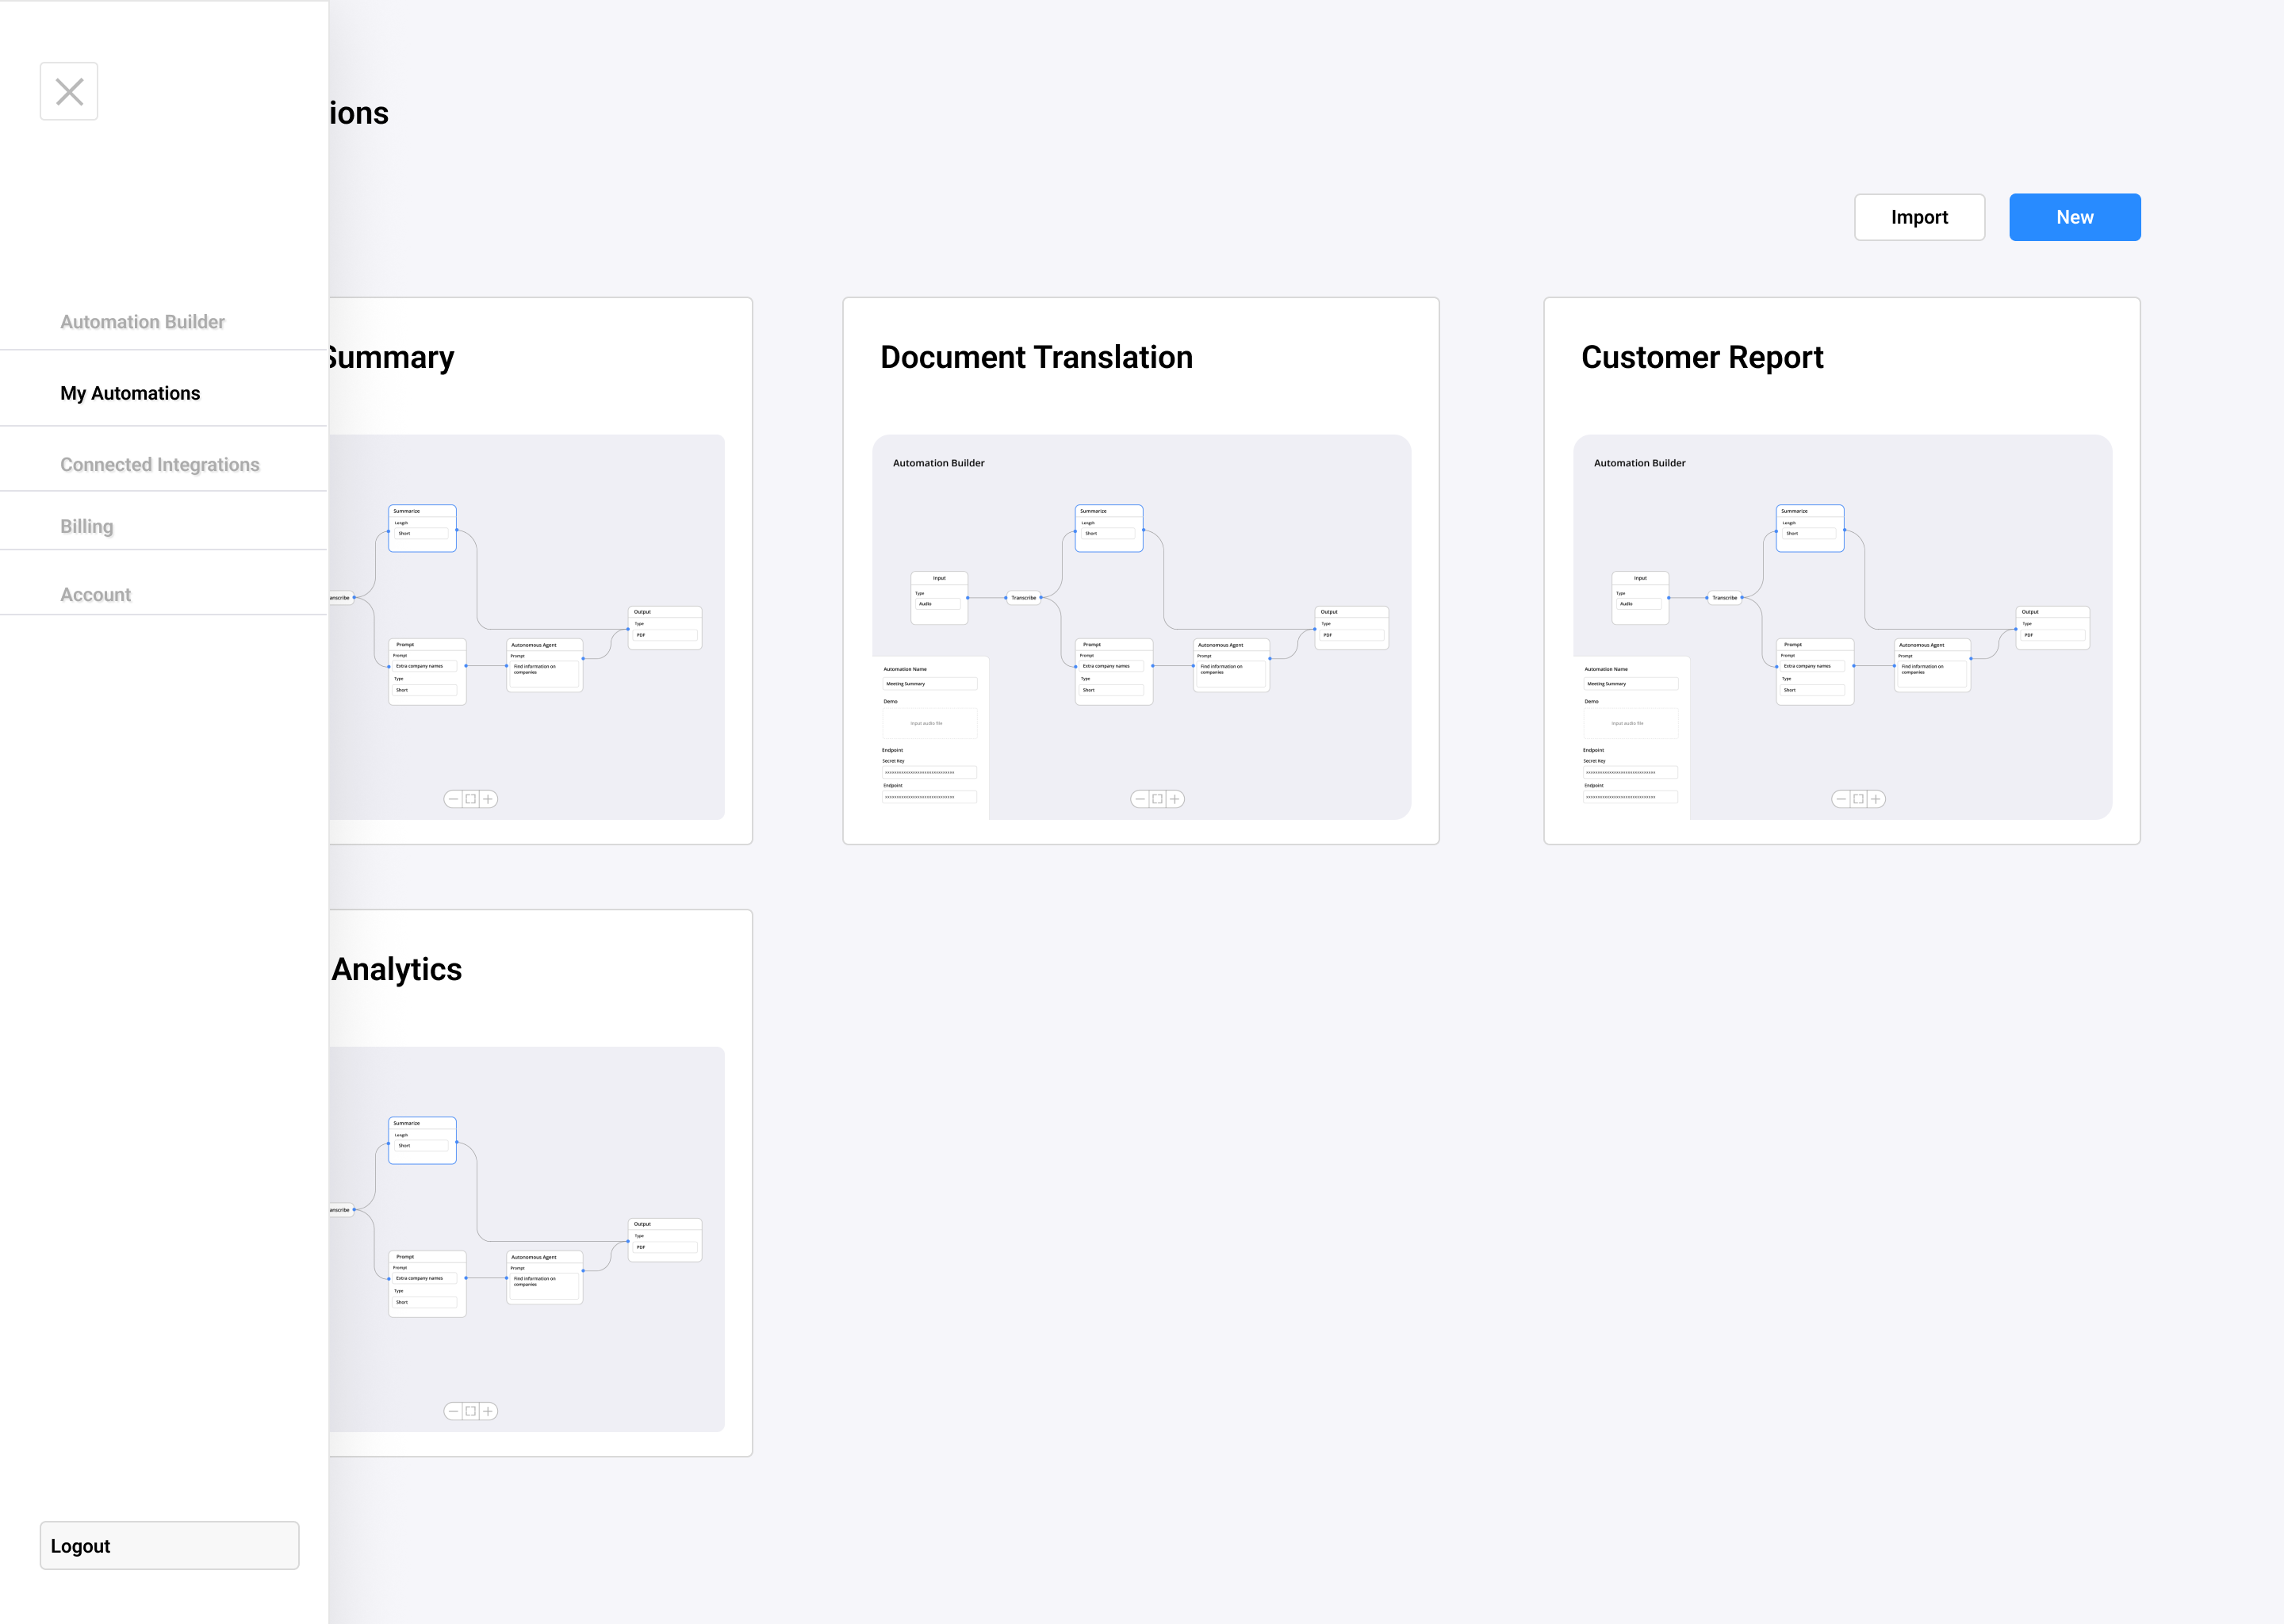 ions
Import
New
Automation Builder
My Automations
Connected Integrations
Billing
Account
Logout
Summary
Summarize
Length
Short
anscribe
Prompt
Prompt
Extra company names
Type
Short
Autonomous Agent
Prompt
Find information on
companies
Output
Type
PDF
Document Translation
Automation Builder
Summarize
Length
Short
Input
Type
Audio
Transcribe
Output
Type
PDF
Prompt
Prompt
Extra company names
Type
Short
Autonomous Agent
Prompt
Find information on
companies
Automation Name
Meeting Summary
Demo
Input audio file
Endpoint
Secret Key
Endpoint
Customer Report
Automation Builder
Summarize
Length
Short
Input
Type
Audio
Transcribe
Output
Type
PDF
Prompt
Prompt
Extra company names
Type
Short
Autonomous Agent
Prompt
Find information on
companies
Automation Name
Meeting Summary
Demo
Input audio file
Endpoint
Secret Key
Endpoint
Analytics
Summarize
Length
Short
anscribe
Output
Type
PDF
Prompt
Prompt
Extra company names
Type
Short
Autonomous Agent
Prompt
Find information on
companies